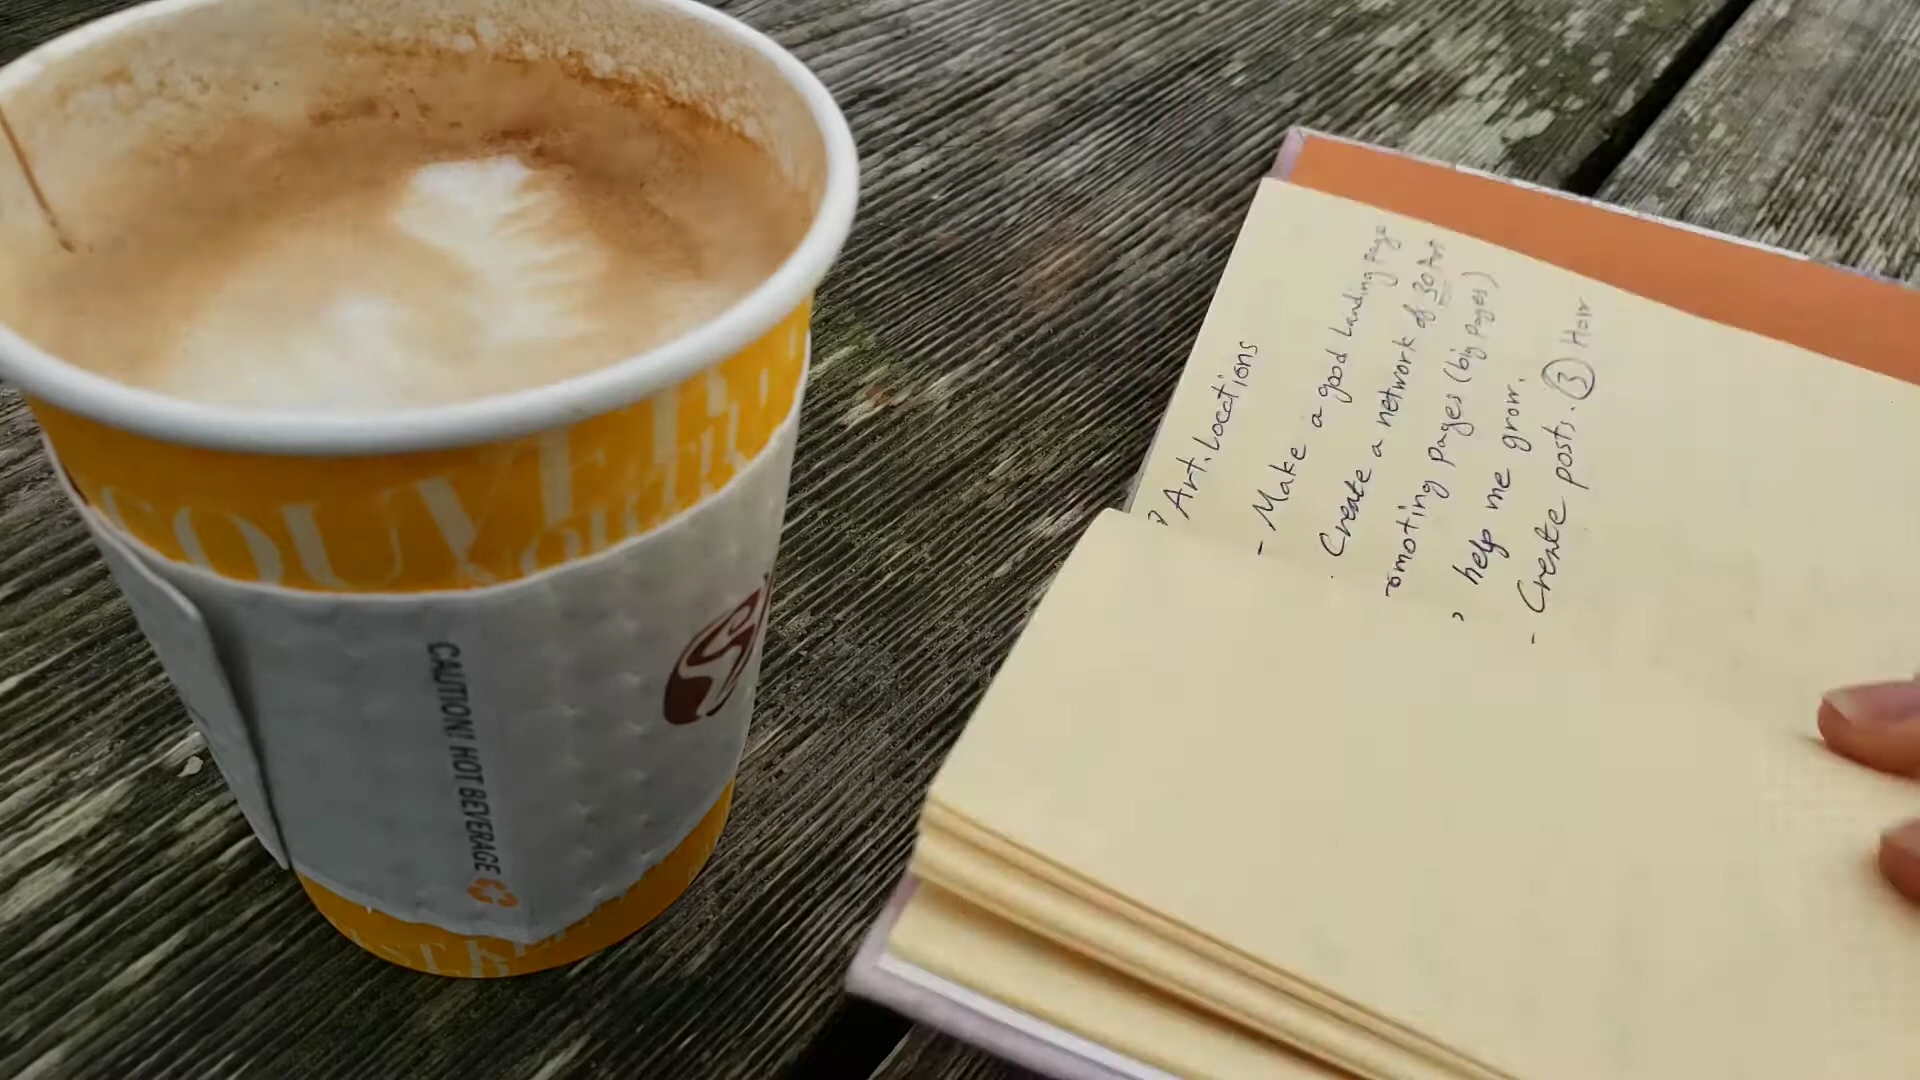 CAUTION! HOT BEVERAGE
Art.Locations
- Make a good landing page
. Create a network of 30 Art
romoting pages (big pages)
help me grow.
- Create posts. (3) Hour